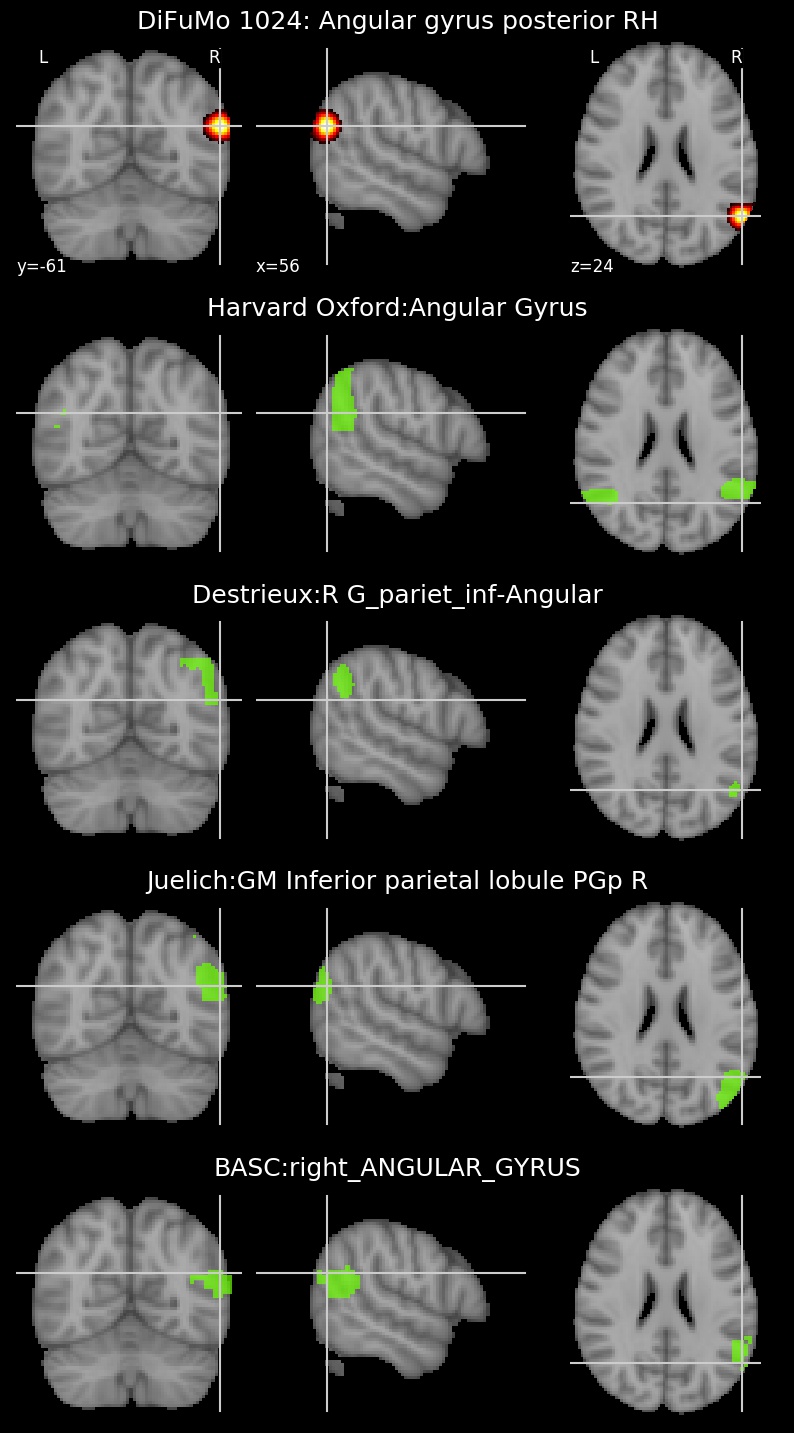 DiFuMo 1024: Angular gyrus posterior RH
L R L R
y=-61 x=56 z=24
Harvard Oxford:Angular Gyrus
Destrieux:R G_pariet_inf-Angular
Juelich:GM Inferior parietal lobule PGp R
BASC:right_ANGULAR_GYRUS